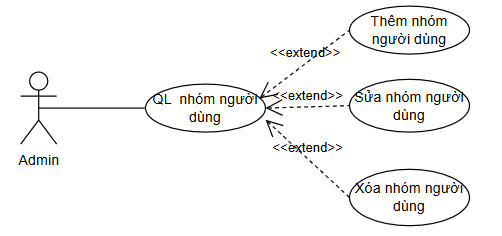 Thêm nhóm
người dùng
<<extend>>
QL nhóm người
dùng
<<extend>>
Sửa nhóm người
dùng
<<extend>>
Admin
Xóa nhóm người
dùng